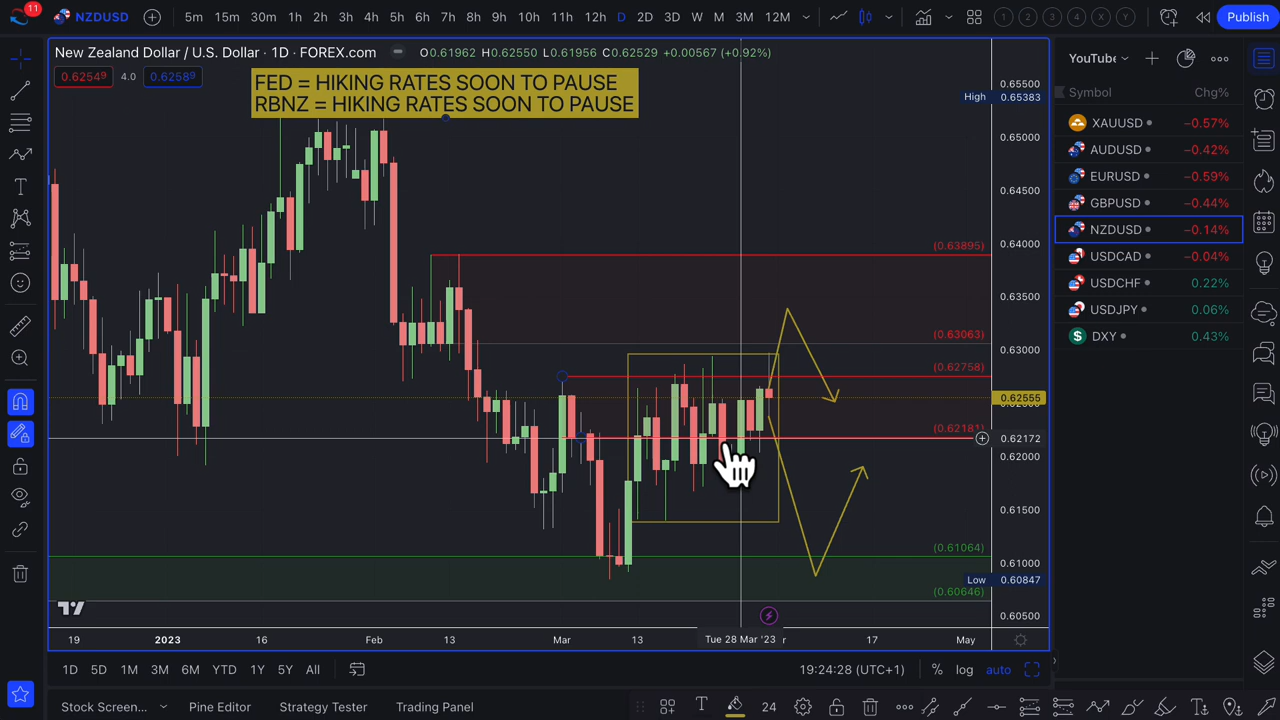 11
NZDUSD
5m 15m 30m 1h 2h 3h 4h 5h 6h 7h 8h 9h 10h 11h 12h D 2D 3D W M 3M 12M
1 2 3 4 X Y
Publish
New Zealand Dollar / U.S. Dollar · 1D · FOREX.com
O0.61962 H0.62550 L0.61956 C0.62529 +0.00567 (+0.92%)
0.62549 4.0 0.62589
FED = HIKING RATES SOON TO PAUSE
RBNZ = HIKING RATES SOON TO PAUSE
(0.63895)
(0.63063)
(0.62758)
(0.62181)
(0.61064)
(0.60646)
0.65500
High 0.65383
0.65000
0.64500
0.64000
0.63500
0.63000
0.62555
0.62172
0.62000
0.61500
0.61000
Low 0.60847
0.60500
19 2023 16 Feb 13 Mar 13 Tue 28 Mar '23 r 17 May
1D 5D 1M 3M 6M YTD 1Y 5Y All
19:24:28 (UTC+1) % log auto
Stock Screen... Pine Editor Strategy Tester Trading Panel
24
YouTube
Symbol Chg%
XAUUSD −0.57%
AUDUSD −0.42%
EURUSD −0.59%
GBPUSD −0.44%
NZDUSD −0.14%
USDCAD −0.04%
USDCHF 0.22%
USDJPY 0.06%
DXY 0.43%